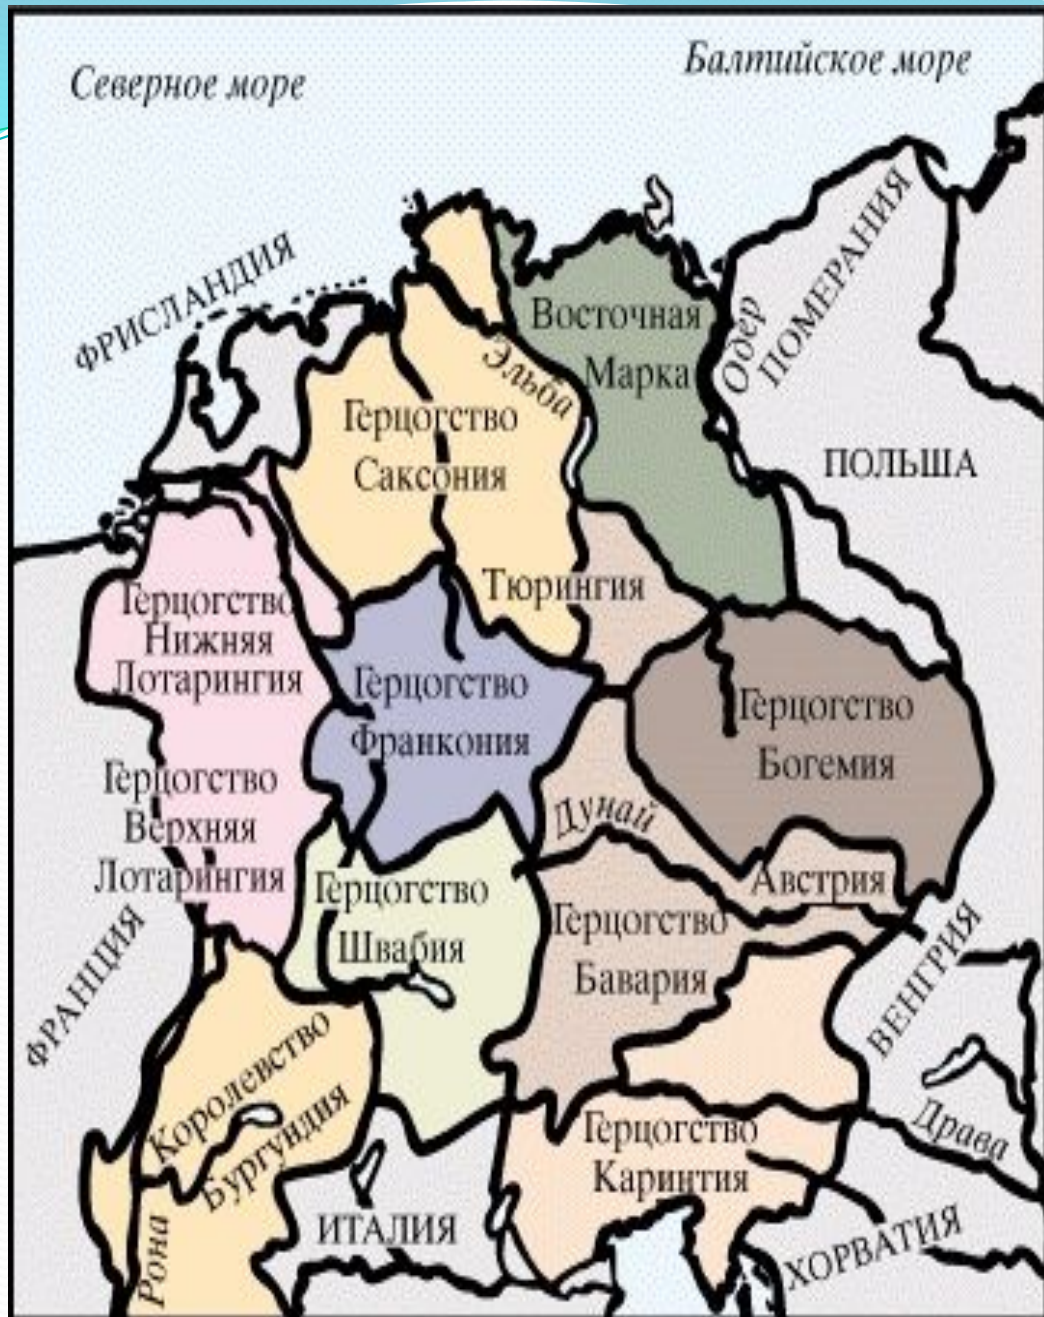 Северное море
Балтийское море
ФРИСЛАНДИЯ
ПОМЕРАНИЯ
Одер
Восточная
Марка
Эльба
Герцогство
Саксония
ПОЛЬША
Тюрингия
Герцогство
Нижняя
Лотарингия
Герцогство
Франкония
Герцогство
Богемия
Герцогство
Верхняя
Лотарингия
Дунай
Австрия
Герцогство
Швабия
Герцогство
Бавария
ФРАНЦИЯ
ВЕНГРИЯ
Королевство
Бургундия
Драва
Герцогство
Каринтия
Рона
ИТАЛИЯ
ХОРВАТИЯ